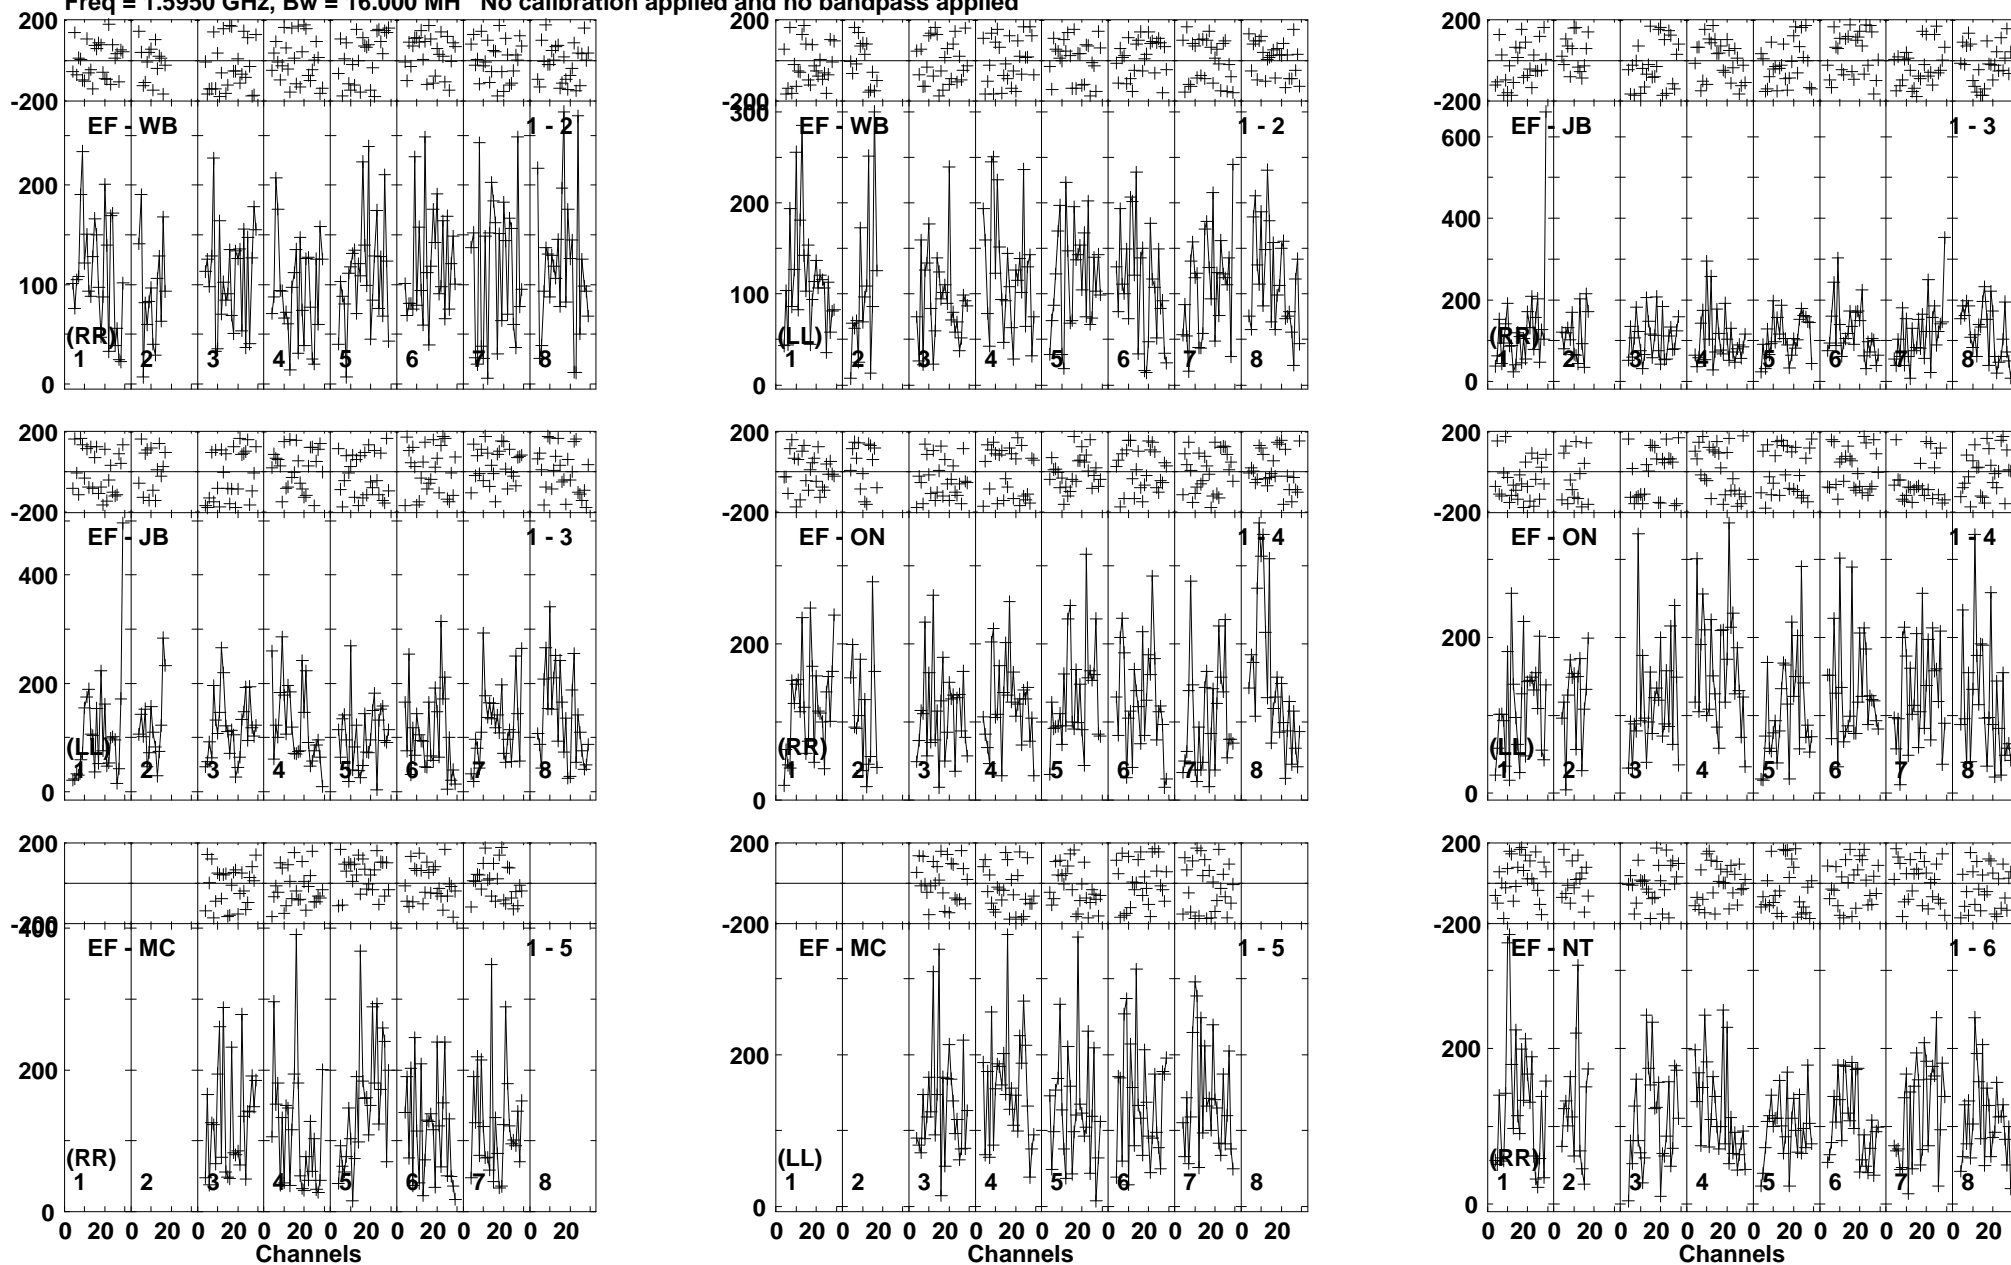 Freq = 1.5950 GHz, Bw = 16.000 MH No calibration applied and no bandpass applied
200 200 200
-200 -200 -200
EF - WB 1 - 2 300 EF - WB 1 - 2 EF - JB 1 - 3
600
200 200 400
100 100 200
(RR) (LL) (RR)
1 2 3 4 5 6 7 8 1 2 3 4 5 6 7 8 1 2 3 4 5 6 7 8
0 0 0
200 200 200
-200 -200 -200
EF - JB 1 - 3 EF - ON 1 - 4 EF - ON 1 - 4
400
200 200 200
(LL) (RR) (LL)
1 2 3 4 5 6 7 8 1 2 3 4 5 6 7 8 1 2 3 4 5 6 7 8
0 0 0
200 200 200
-200 -200 -200
400
EF - MC 1 - 5 EF - MC 1 - 5 EF - NT 1 - 6
200 200 200
(RR) (LL) (RR)
1 2 3 4 5 6 7 8 1 2 3 4 5 6 7 8 1 2 3 4 5 6 7 8
0 0 0
0 20 0 20 0 20 0 20 0 20 0 20 0 20 0 20 0 20 0 20 0 20 0 20 0 20 0 20 0 20 0 20 0 20 0 20 0 20 0 20 0 20 0 20 0 20 0 20
Channels Channels Channels